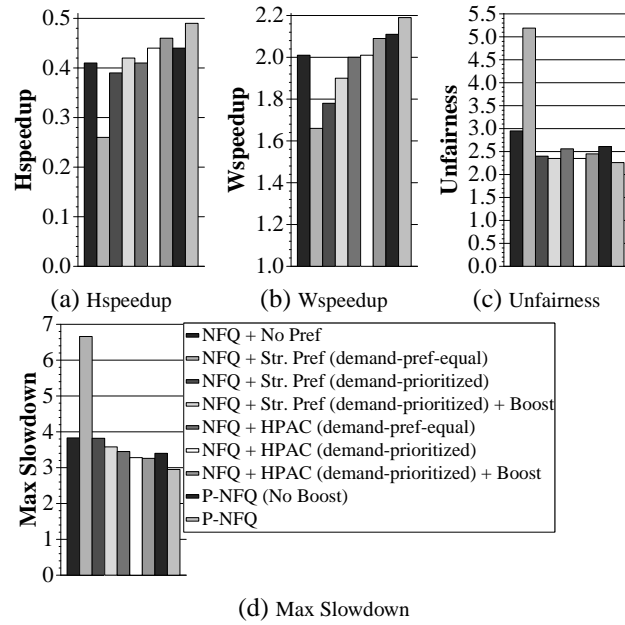 0.5
0.4
0.3
0.2
0.1
0.0
Hspeedup
(a) Hspeedup
2.2
2.0
1.8
1.6
1.4
1.2
1.0
Wspeedup
(b) Wspeedup
5.5
5.0
4.5
4.0
3.5
3.0
2.5
2.0
1.5
1.0
0.5
0.0
Unfairness
(c) Unfairness
7
6
5
4
3
2
1
0
Max Slowdown
NFQ + No Pref
NFQ + Str. Pref (demand-pref-equal)
NFQ + Str. Pref (demand-prioritized)
NFQ + Str. Pref (demand-prioritized) + Boost
NFQ + HPAC (demand-pref-equal)
NFQ + HPAC (demand-prioritized)
NFQ + HPAC (demand-prioritized) + Boost
P-NFQ (No Boost)
P-NFQ
(d) Max Slowdown